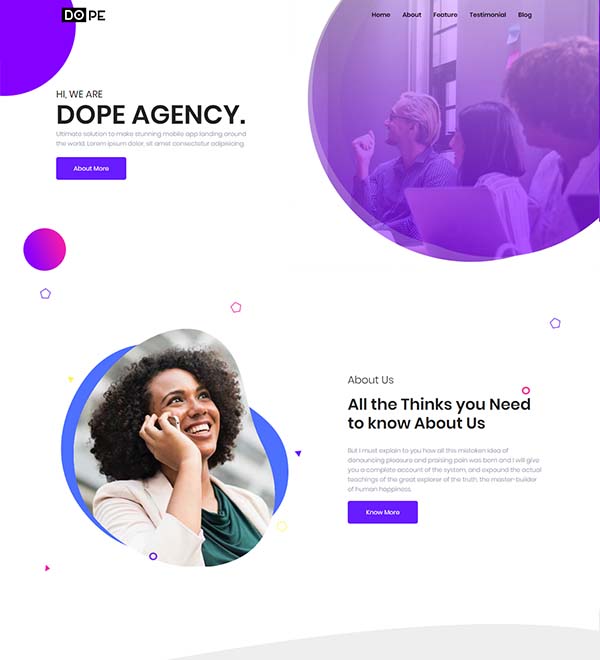 DOPE
Home About Feature Testimonial Blog
HI, WE ARE
DOPE AGENCY.
Ultimate solution to make stunning mobile app landing around
the world, Lorem ipsum dolor, sit amet consectetur adipisicing.
About More
About Us
All the Thinks you Need
to know About Us
But I must explain to you how all this mistaken idea of
denouncing pleasure and praising pain was born and I will give
you a complete account of the system, and expound the actual
teachings of the great explorer of the truth, the master-builder
of human happiness.
Know More